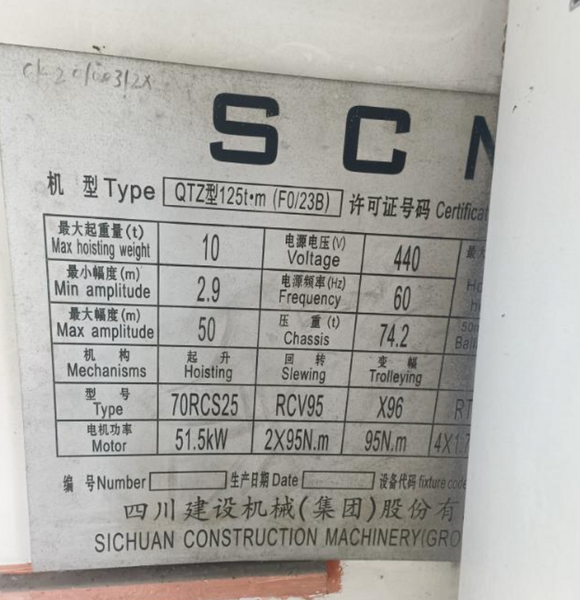 SC
机 型 Type QTZ型125t•m (F0/23B) 许可证号码
最大起重量(t) 10 电源电压(V) 440
Max hoisting weight Voltage
最小幅度(m) 2.9 电源频率(Hz) 60
Min amplitude Frequency
最大幅度(m) 50 压 重(t) 74.2
Max amplitude Chassis
机 构 起 升 回 转 变 幅
Mechanisms Hoisting Slewing Trolleying
型 号 70RCS25 RCV95 X96 RT
Type
电机功率 51.5kW 2X95N.m 95N.m
Motor
编 号Number 生产日期Date 设备代码 fixture code
四川建设机械(集团)股份有
SICHUAN CONSTRUCTION MACHINERY(GRO